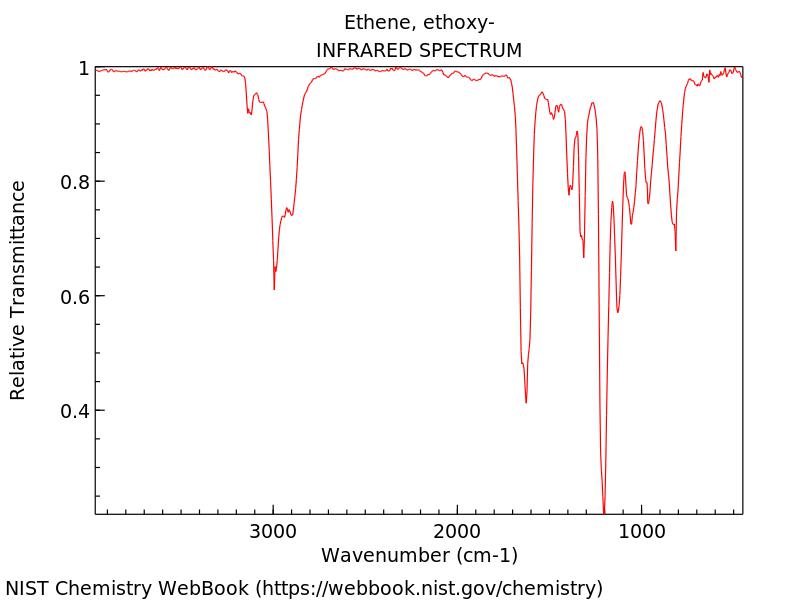 Ethene, ethoxy-
INFRARED SPECTRUM
1
0.8
0.6
0.4
Relative Transmittance
3000 2000 1000
Wavenumber (cm-1)
NIST Chemistry WebBook (https://webbook.nist.gov/chemistry)